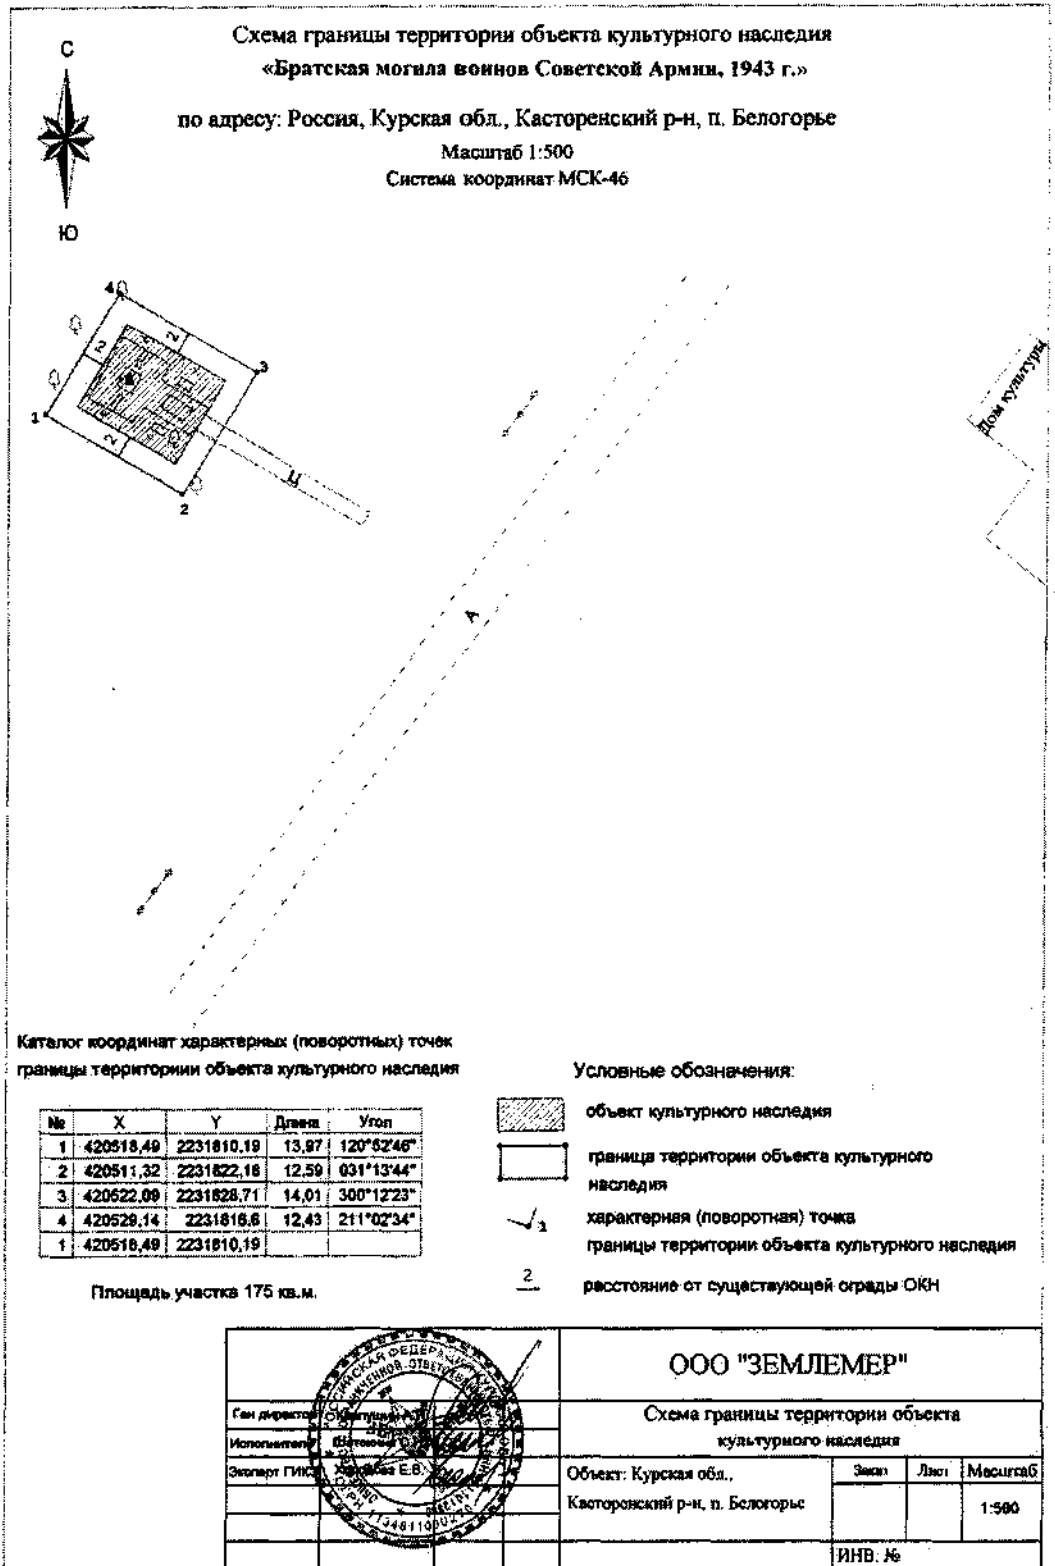 Схема границы территории объекта культурного наследия
«Братская могила воинов Советской Армии, 1943 г.»
по адресу: Россия, Курская обл., Касторенский р-н, п. Белогорье
Масштаб 1:500
Система координат МСК-46
С
Ю
4
3
2
2
1
2
2
Ц
А
Дом культуры
Каталог координат характерных (поворотных) точек
границы территориии объекта культурного наследия
№ X Y Длина Угол
1 420518,49 2231810,19 13,97 120°52'46"
2 420511,32 2231822,18 12,59 031°13'44"
3 420522,09 2231828,71 14,01 300°12'23"
4 420529,14 2231816,6 12,43 211°02'34"
1 420518,49 2231810,19
Площадь участка 175 кв.м.
Условные обозначения:
объект культурного наследия
граница территории объекта культурного
наследия
характерная (поворотная) точка
границы территории объекта культурного наследия
2 расстояние от существующей ограды ОКН
ООО "ЗЕМЛЕМЕР"
Ген директор
Исполнитель
Эксперт ГИКЭ Е.В.
Схема границы территории объекта
культурного наследия
Объект: Курская обл.,
Касторенский р-н, п. Белогорье
Заказ Лист Масштаб
1:500
ИНВ. №